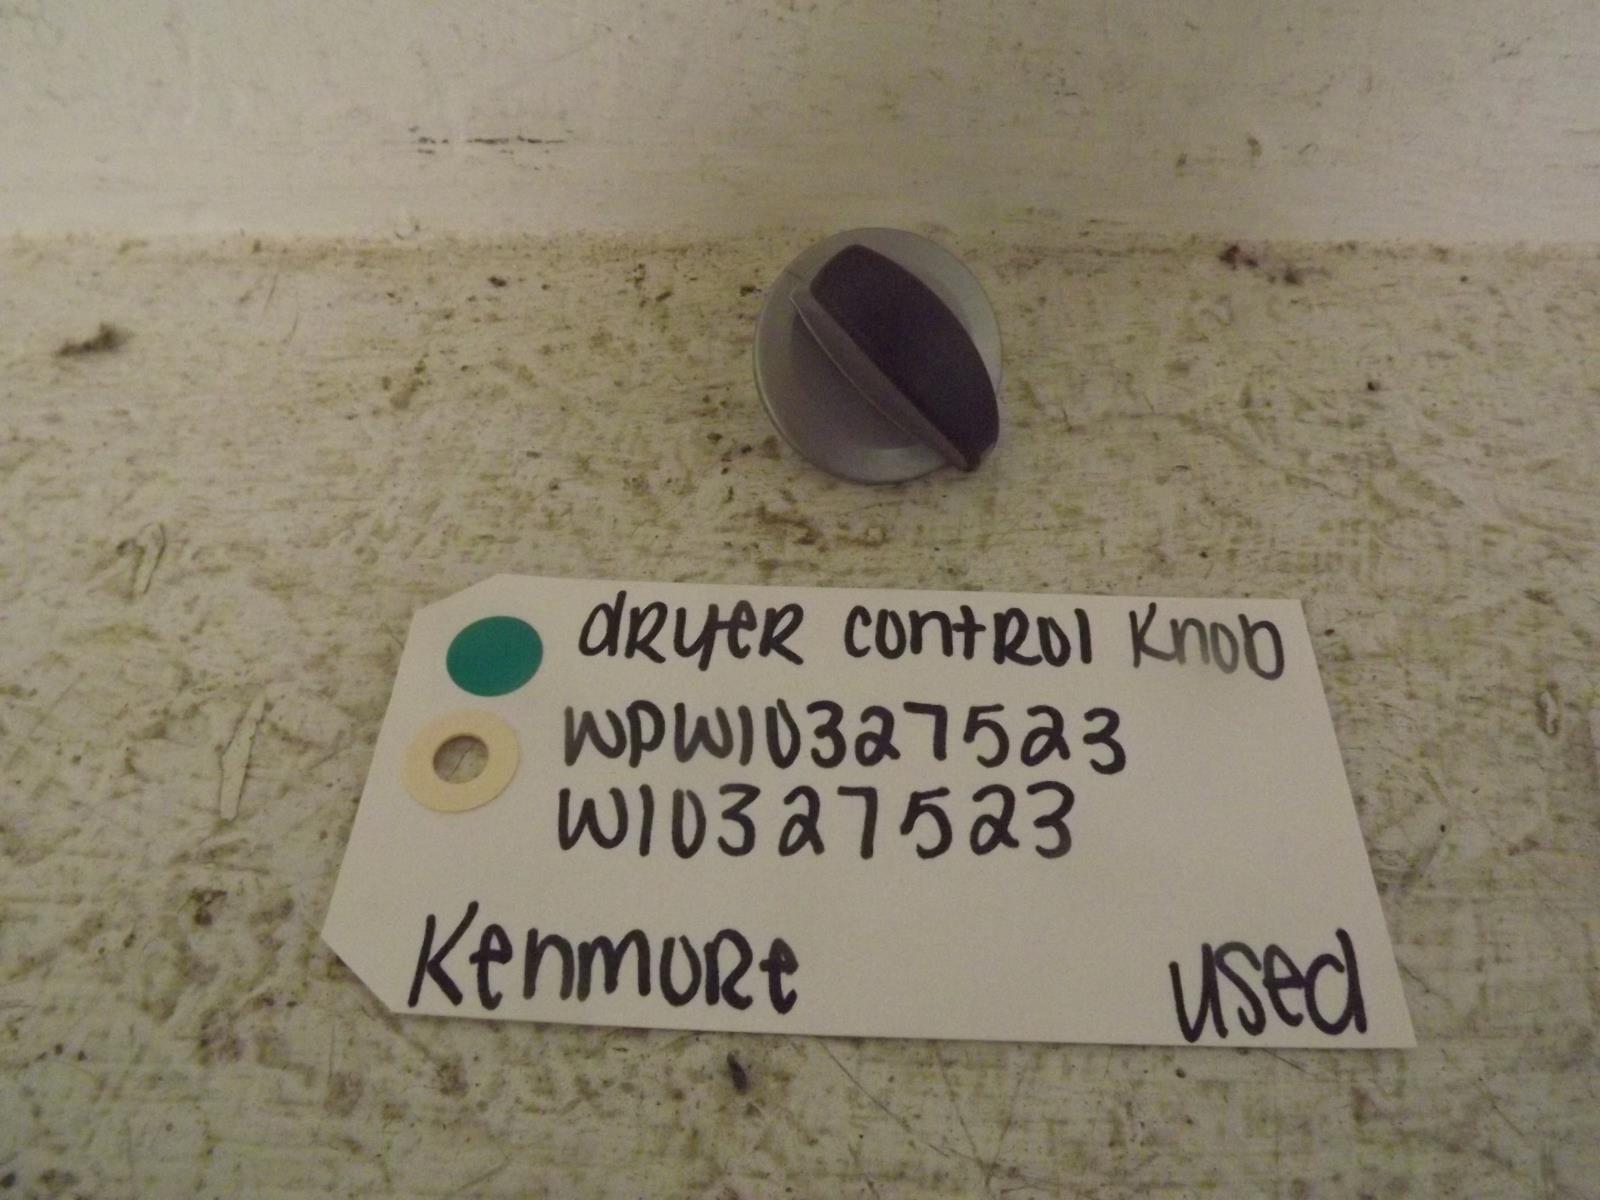 dRyeR contRol Knob
WPW10327523
W10327523
KenmoRe used